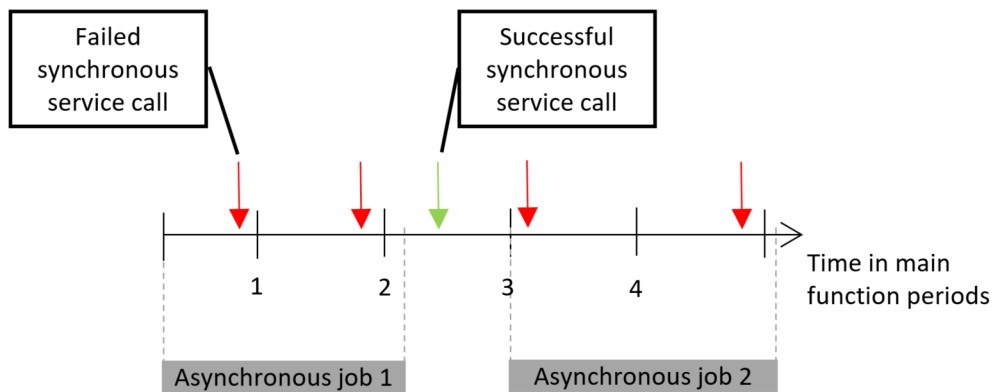 Failed
synchronous
service call
Successful
synchronous
service call
1
2
3
4
Time in main
function periods
Asynchronous job 1
Asynchronous job 2